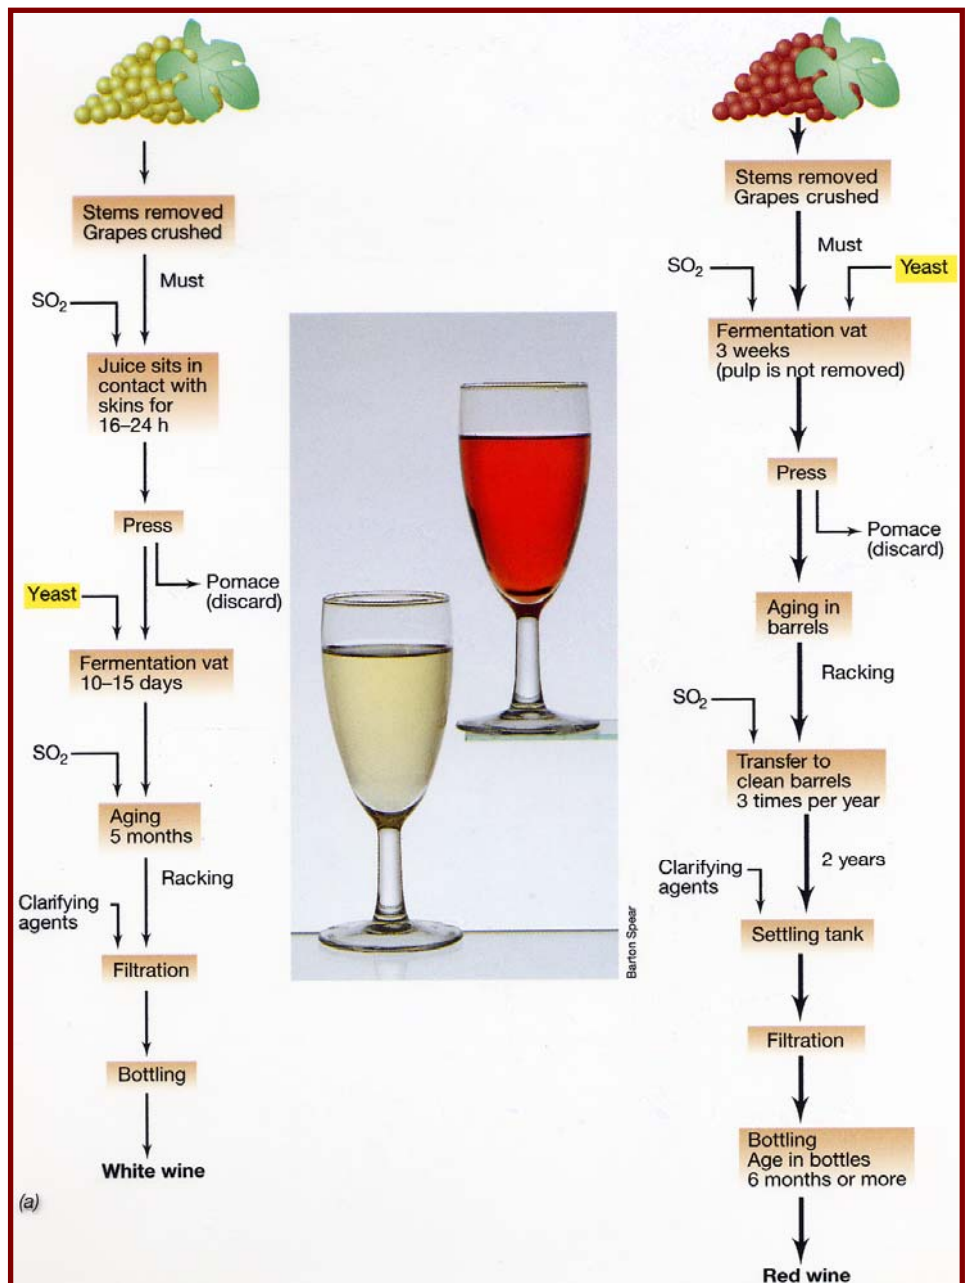 Stems removed
Grapes crushed
Must
SO2
Juice sits in
contact with
skins for
16–24 h
Press
Pomace
(discard)
Yeast
Fermentation vat
10–15 days
SO2
Aging
5 months
Racking
Clarifying
agents
Filtration
Bottling
White wine
(a)
Barton Spear
Stems removed
Grapes crushed
Must
SO2
Yeast
Fermentation vat
3 weeks
(pulp is not removed)
Press
Pomace
(discard)
Aging in
barrels
Racking
SO2
Transfer to
clean barrels
3 times per year
2 years
Clarifying
agents
Settling tank
Filtration
Bottling
Age in bottles
6 months or more
Red wine